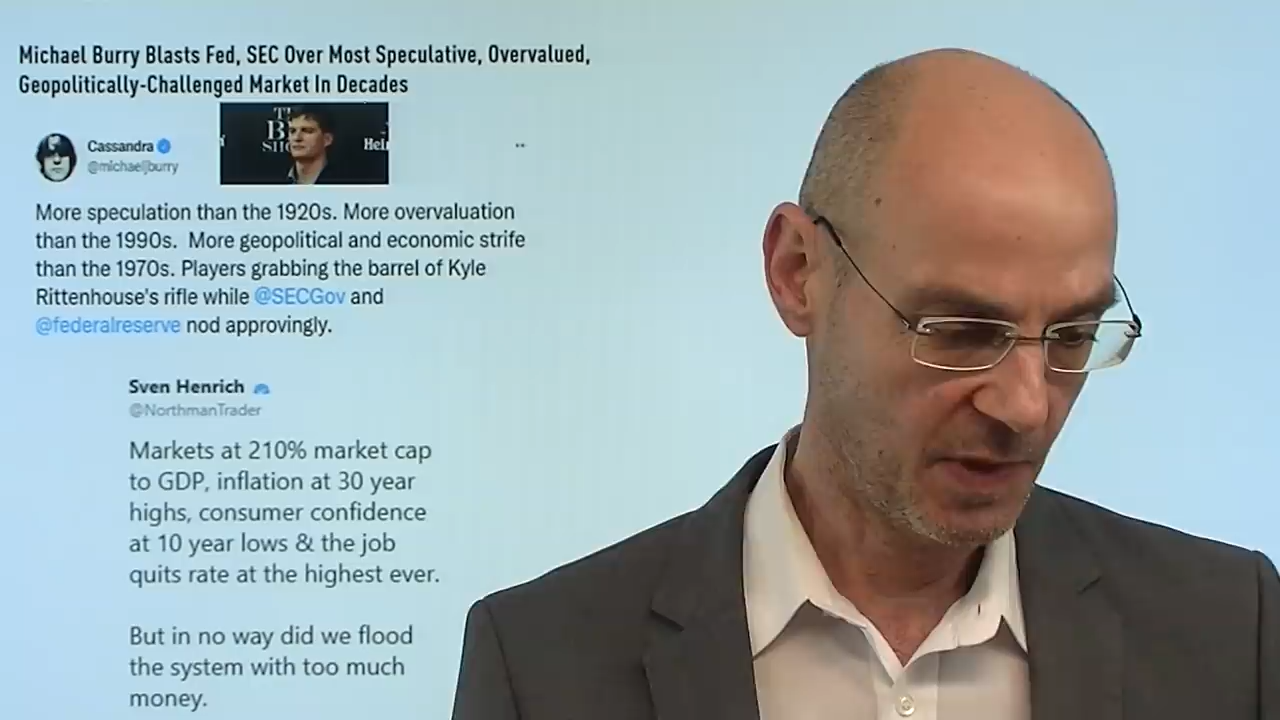 Michael Burry Blasts Fed, SEC Over Most Speculative, Overvalued,
Geopolitically-Challenged Market In Decades
Cassandra
@michaeljburry
More speculation than the 1920s. More overvaluation
than the 1990s. More geopolitical and economic strife
than the 1970s. Players grabbing the barrel of Kyle
Rittenhouse's rifle while @SECGov and
@federalreserve nod approvingly.
Sven Henrich
@NorthmanTrader
Markets at 210% market cap
to GDP, inflation at 30 year
highs, consumer confidence
at 10 year lows & the job
quits rate at the highest ever.
But in no way did we flood
the system with too much
money.